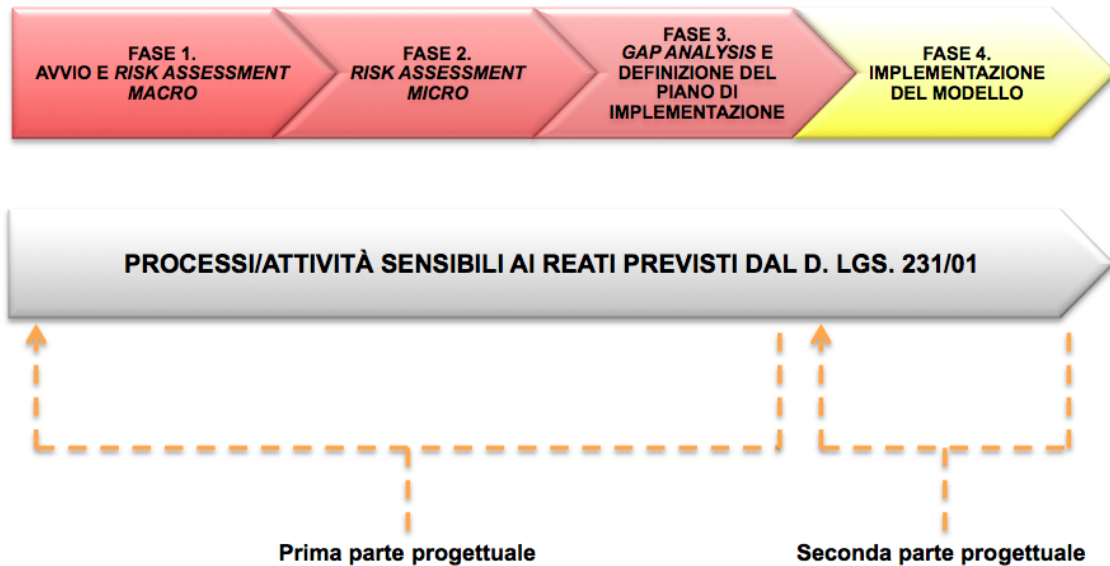 FASE 1.
AVVIO E RISK ASSESSMENT
MACRO
FASE 2.
RISK ASSESSMENT
MICRO
FASE 3.
GAP ANALYSIS E
DEFINIZIONE DEL
PIANO DI
IMPLEMENTAZIONE
FASE 4.
IMPLEMENTAZIONE
DEL MODELLO
PROCESSI/ATTIVITÀ SENSIBILI AI REATI PREVISTI DAL D. LGS. 231/01
Prima parte progettuale
Seconda parte progettuale